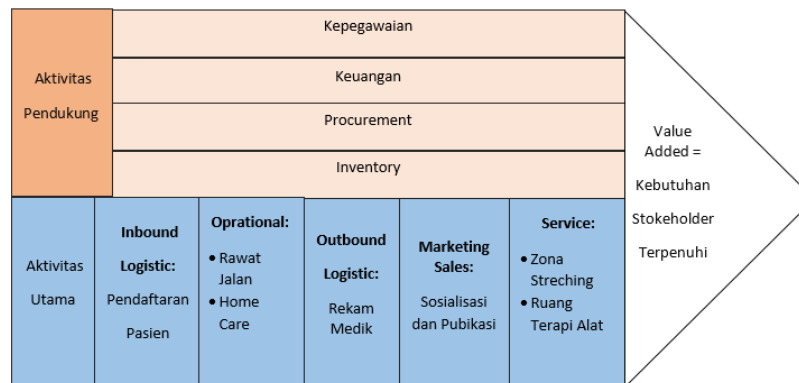 Aktivitas
Pendukung
Kepegawaian
Keuangan
Procurement
Inventory
Aktivitas
Utama
Inbound
Logistic:
Pendaftaran
Pasien
Oprational:
• Rawat
Jalan
• Home
Care
Outbound
Logistic:
Rekam
Medik
Marketing
Sales:
Sosialisasi
dan Pubikasi
Service:
• Zona
Streching
• Ruang
Terapi Alat
Value
Added =
Kebutuhan
Stokeholder
Terpenuhi